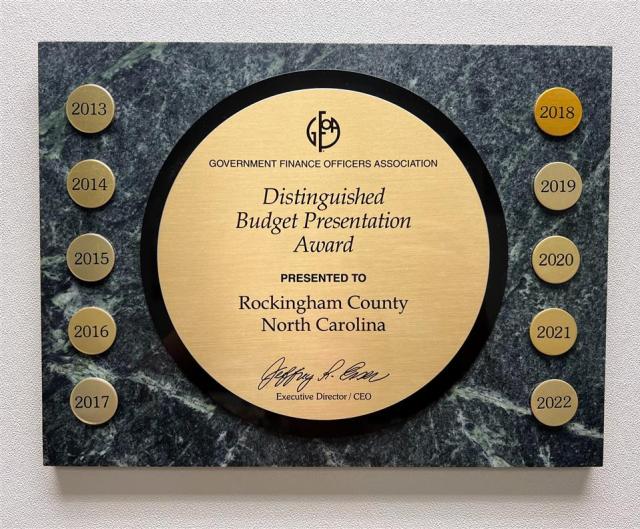 2013
2014
2015
2016
2017
GFOA
GOVERNMENT FINANCE OFFICERS ASSOCIATION
Distinguished
Budget Presentation
Award
PRESENTED TO
Rockingham County
North Carolina
Executive Director / CEO
2018
2019
2020
2021
2022